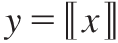 y = ⟦x⟧